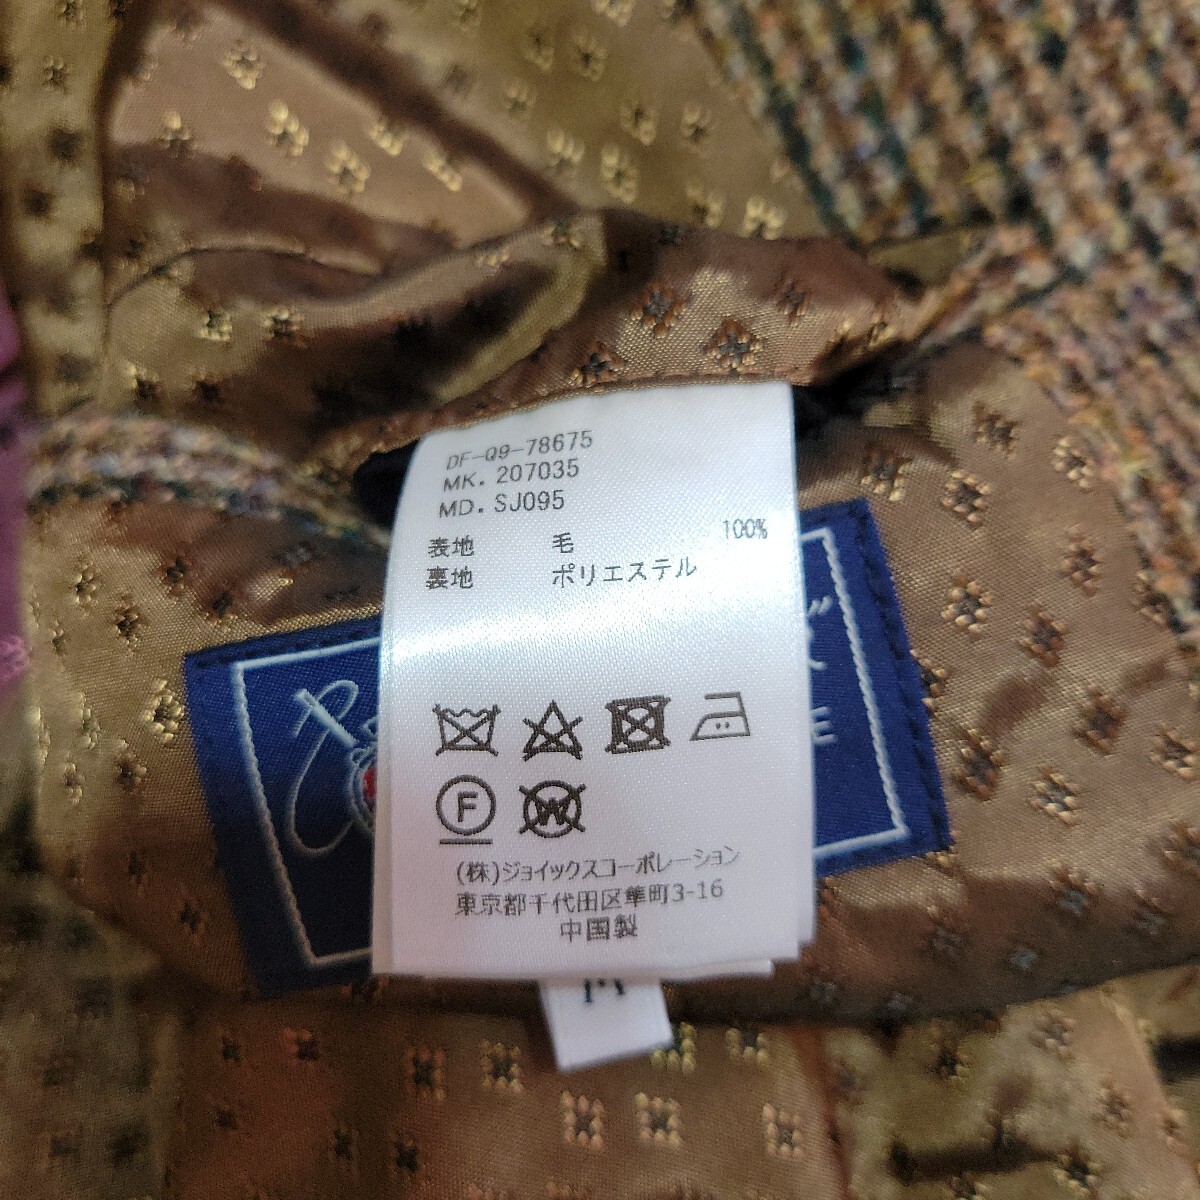 DF-Q9-78675
MK. 207035
MD. SJ095
表地 毛 100%
裏地 ポリエステル
F
W
(株)ジョイックスコーポレーション
東京都千代田区隼町3-16
中国製